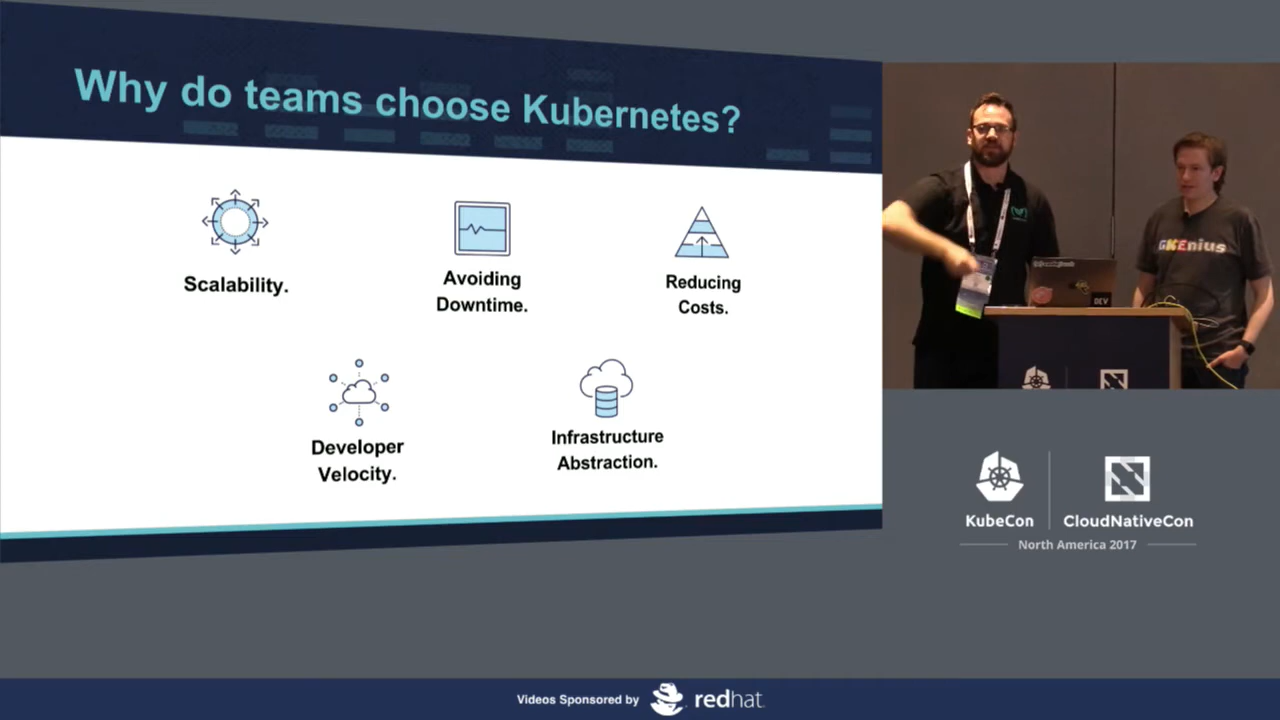 Why do teams choose Kubernetes?
Scalability.
Avoiding
Downtime.
Reducing
Costs.
Developer
Velocity.
Infrastructure
Abstraction.
GKEnius
DEV
KubeCon
CloudNativeCon
North America 2017
Videos Sponsored by
redhat.